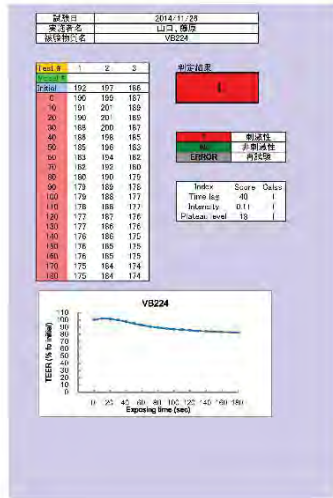 試験日 2014/11/28
実施者名 山口、藤原
被験物質名 VB224
Test # 1 2 3
判定結果
Initial 192 197 186
I
0 190 199 187
10 191 201 189
20 190 201 189
30 188 200 187
40 188 198 185
50 185 196 183
60 183 194 182
70 182 192 180
80 180 190 179
90 179 189 178
100 179 188 177
110 178 188 177
120 177 187 176
130 177 186 176
140 176 186 175
150 176 185 175
160 176 185 175
170 175 184 174
180 175 184 174
I 刺激性
NI 非刺激性
ERROR 再試験
Index Score Calss
Time lag 40 I
Intensity 0.11 I
Plateau level 18 I
VB224
TEER (% to initial)
110
100
90
80
70
60
50
40
30
20
10
0
0 20 40 60 80 100 120 140 160 180
Exposing time (sec)